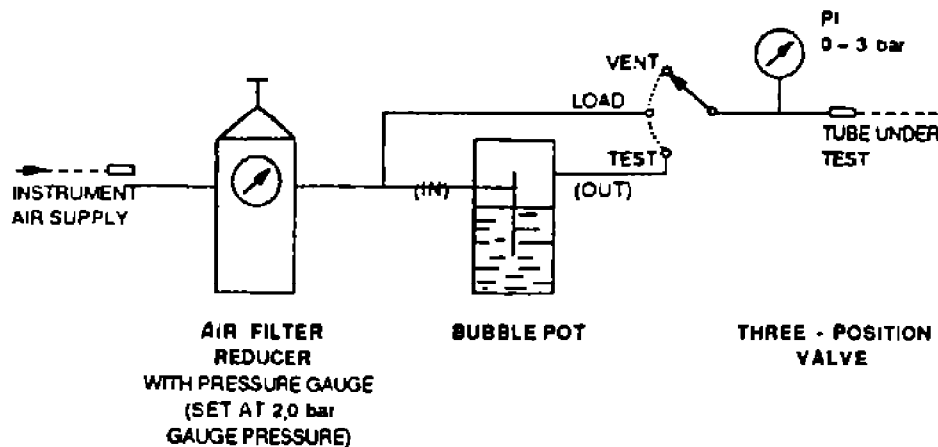 PI
0 – 3 bar
VENT
LOAD
TEST
TUBE UNDER
TEST
INSTRUMENT
AIR SUPPLY
(IN)
(OUT)
AIR FILTER
REDUCER
WITH PRESSURE GAUGE
(SET AT 2,0 bar
GAUGE PRESSURE)
BUBBLE POT
THREE - POSITION
VALVE